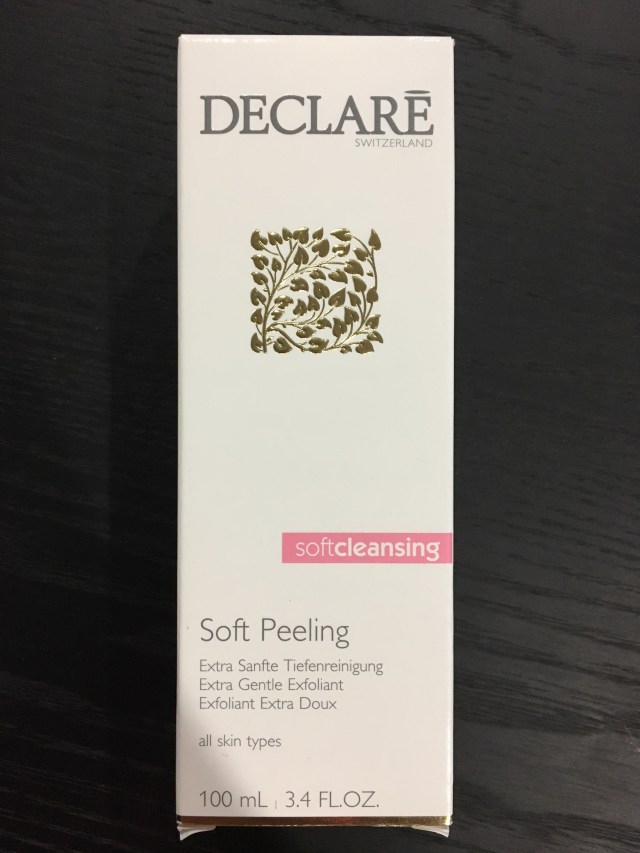 DECLARĒ
SWITZERLAND
softcleansing
Soft Peeling
Extra Sanfte Tiefenreinigung
Extra Gentle Exfoliant
Exfoliant Extra Doux
all skin types
100 mL | 3.4 FL.OZ.